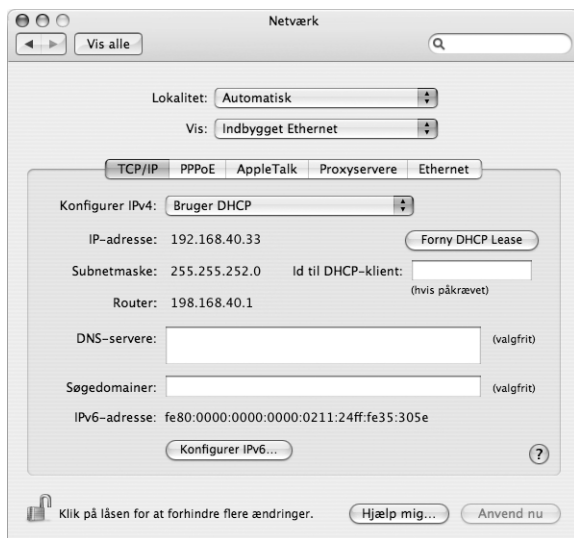 Netværk
Vis alle
Lokalitet: Automatisk
Vis: Indbygget Ethernet
TCP/IP PPPoE AppleTalk Proxyservere Ethernet
Konfigurer IPv4: Bruger DHCP
IP-adresse: 192.168.40.33 Forny DHCP Lease
Subnetmaske: 255.255.252.0 Id til DHCP-klient:
(hvis påkrævet)
Router: 198.168.40.1
DNS-servere: (valgfrit)
Søgedomainer: (valgfrit)
IPv6-adresse: fe80:0000:0000:0000:0211:24ff:fe35:305e
Konfigurer IPv6... ?
Klik på låsen for at forhindre flere ændringer. Hjælp mig... Anvend nu